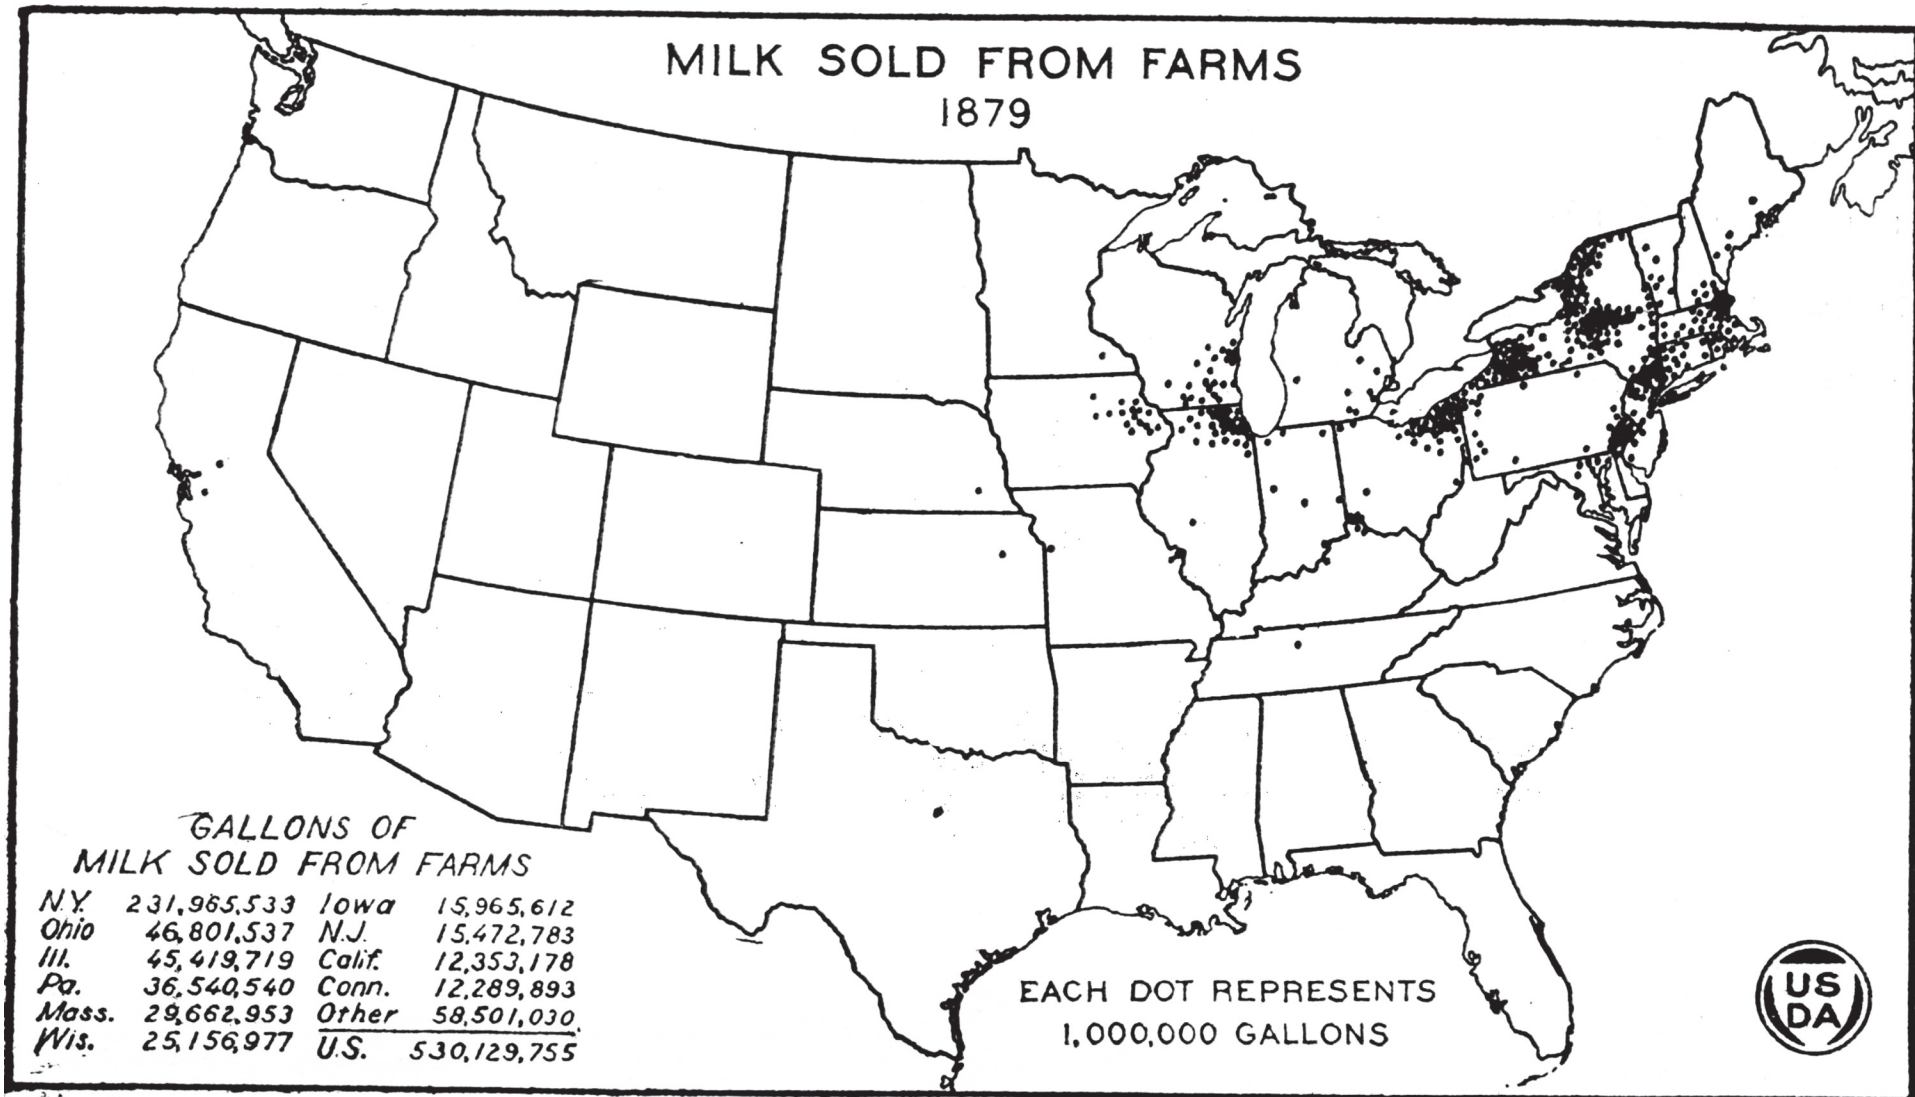 MILK SOLD FROM FARMS
1879
GALLONS OF
MILK SOLD FROM FARMS
N.Y. 231,965,533 Iowa 15,965,612
Ohio 46,801,537 N.J. 15,472,783
Ill. 45,419,719 Calif. 12,353,178
Pa. 36,540,540 Conn. 12,289,893
Mass. 29,662,953 Other 58,501,030
Wis. 25,156,977 U.S. 530,129,755
EACH DOT REPRESENTS
1,000,000 GALLONS
US
DA